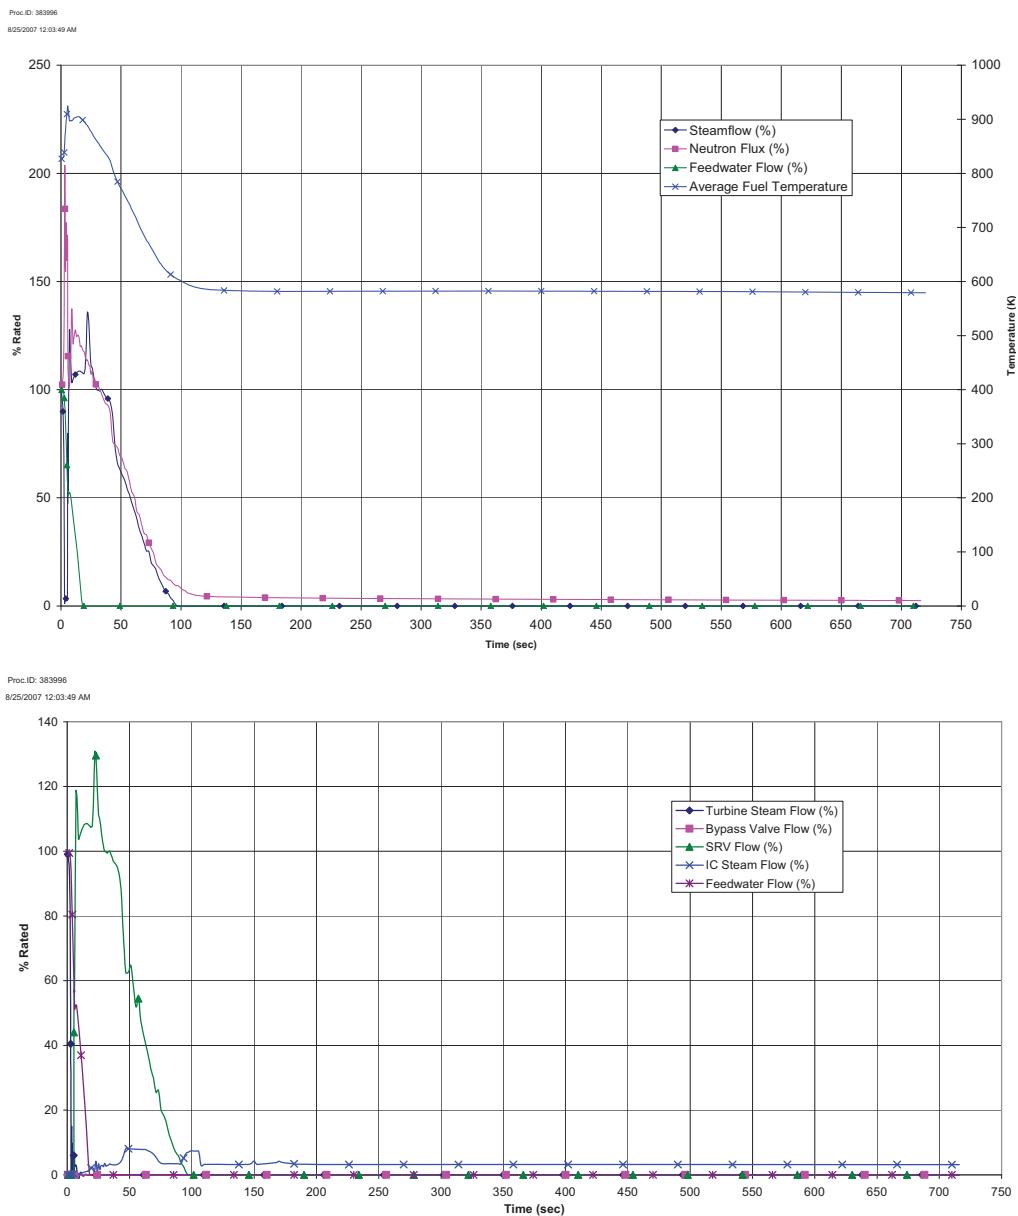 Proc.ID: 383996
8/25/2007 12:03:49 AM
250
200
150
100
50
0
% Rated
1000
900
800
700
600
500
400
300
200
100
0
Temperature (K)
Steamflow (%)
Neutron Flux (%)
Feedwater Flow (%)
Average Fuel Temperature
0 50 100 150 200 250 300 350 400 450 500 550 600 650 700 750
Time (sec)
Proc.ID: 383996
8/25/2007 12:03:49 AM
140
120
100
80
60
40
20
0
% Rated
Turbine Steam Flow (%)
Bypass Valve Flow (%)
SRV Flow (%)
IC Steam Flow (%)
Feedwater Flow (%)
0 50 100 150 200 250 300 350 400 450 500 550 600 650 700 750
Time (sec)